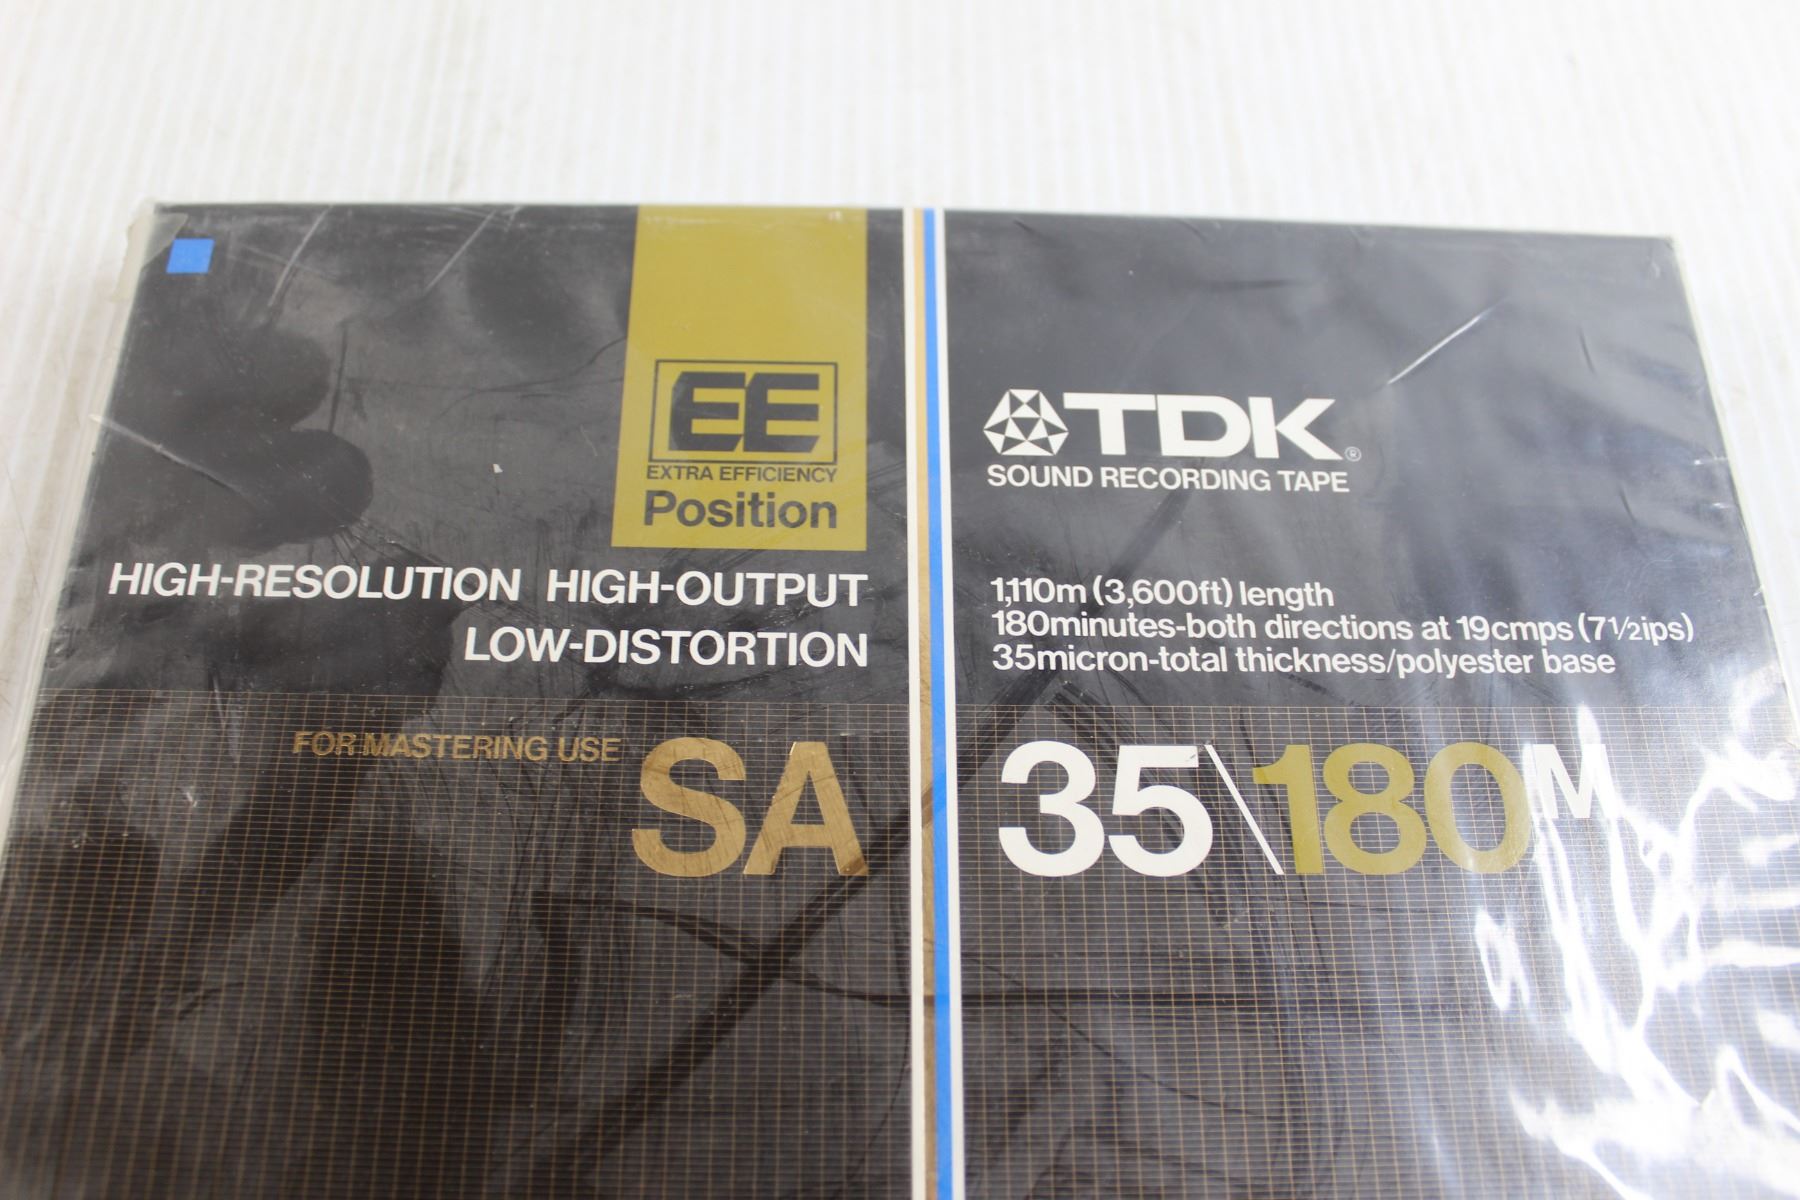 EE
EXTRA EFFICIENCY
Position
HIGH-RESOLUTION HIGH-OUTPUT
LOW-DISTORTION
FOR MASTERING USE SA
TDK®
SOUND RECORDING TAPE
1,110m (3,600ft) length
180minutes-both directions at 19cmps (7½ips)
35micron-total thickness/polyester base
35\180M